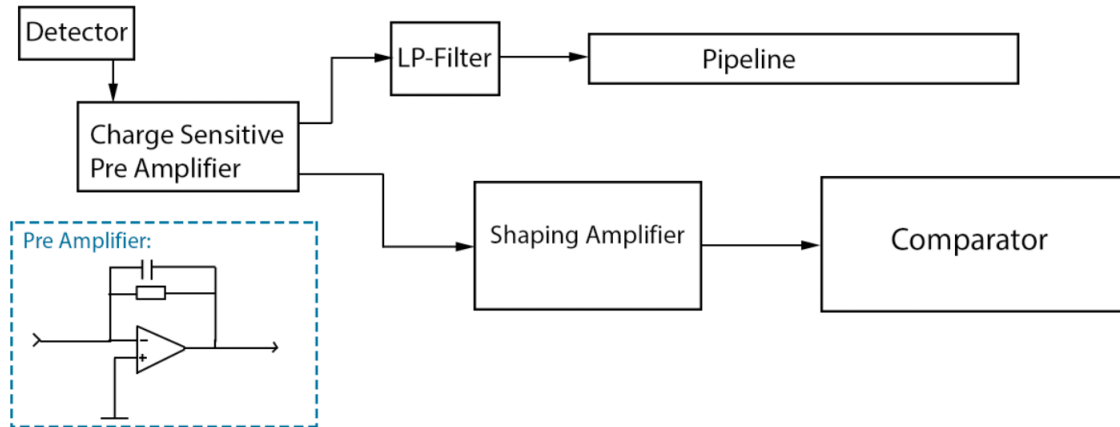 Detector
LP-Filter
Pipeline
Charge Sensitive
Pre Amplifier
Shaping Amplifier
Comparator
Pre Amplifier: